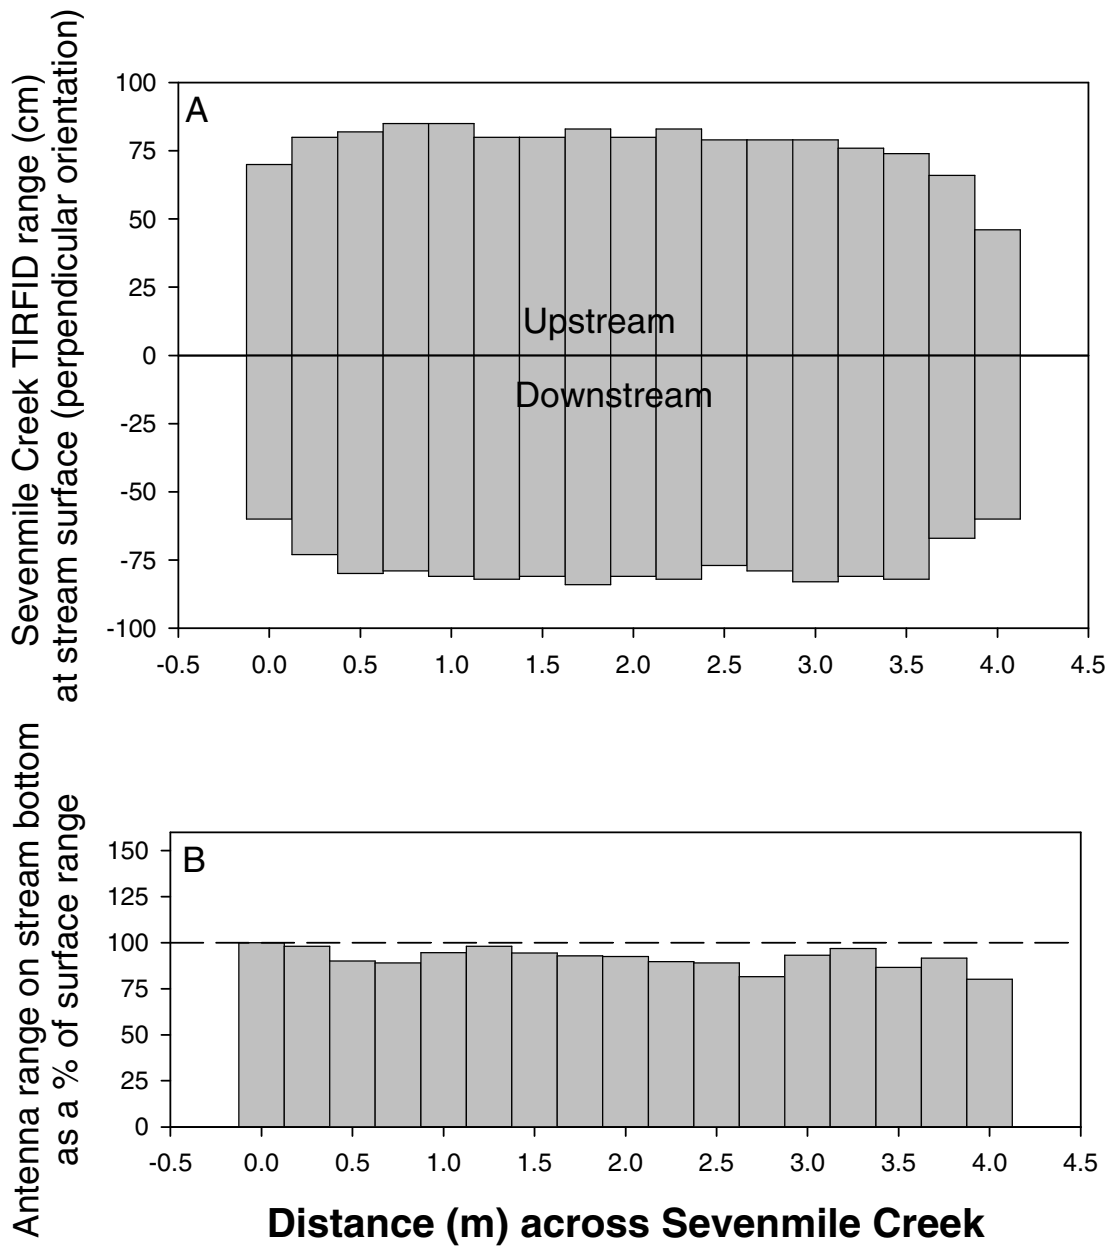 Sevenmile Creek TIRFID range (cm)
at stream surface (perpendicular orientation)
A
100
75
50
25
0
-25
-50
-75
-100
Upstream
Downstream
-0.5 0.0 0.5 1.0 1.5 2.0 2.5 3.0 3.5 4.0 4.5
Antenna range on stream bottom
as a % of surface range
B
150
125
100
75
50
25
0
-0.5 0.0 0.5 1.0 1.5 2.0 2.5 3.0 3.5 4.0 4.5
Distance (m) across Sevenmile Creek